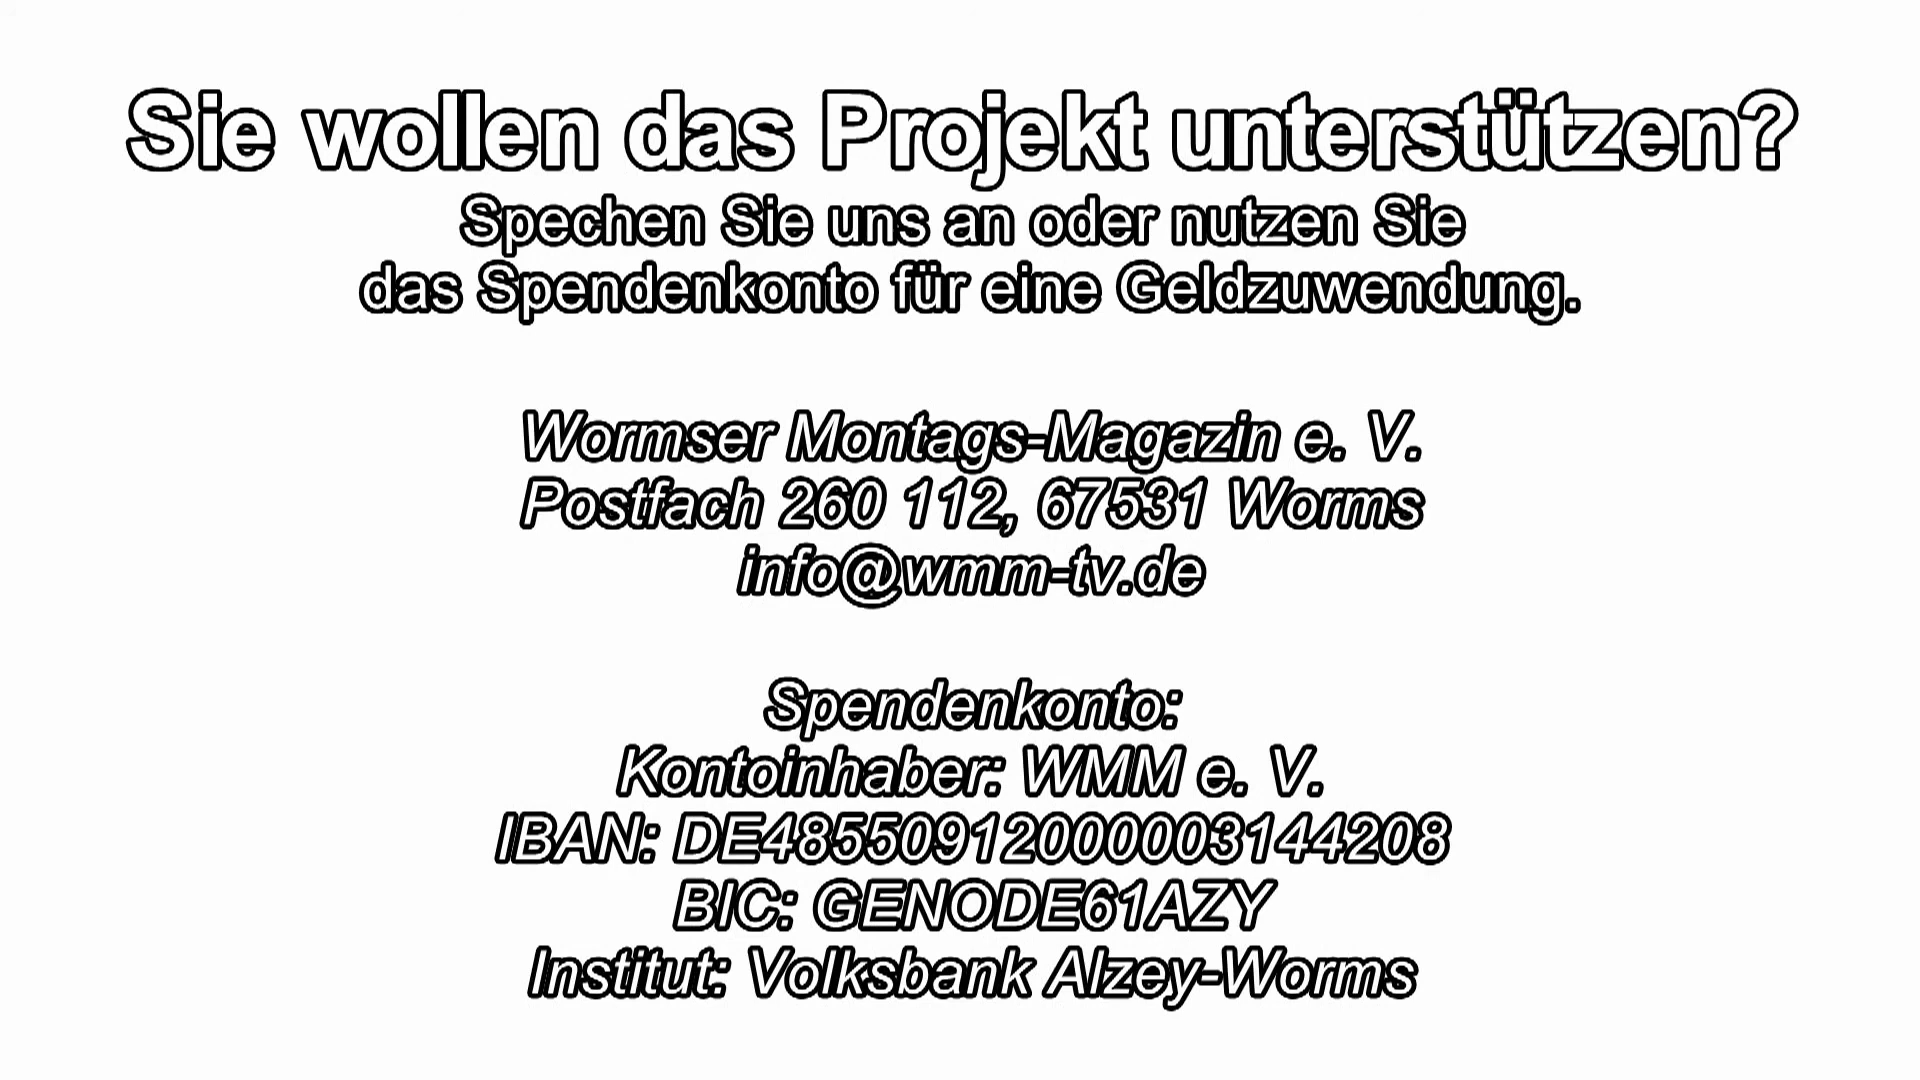 Sie wollen das Projekt unterstützen?
Spechen Sie uns an oder nutzen Sie
das Spendenkonto für eine Geldzuwendung.
Wormser Montags-Magazin e. V.
Postfach 260 112, 67531 Worms
info@wmm-tv.de
Spendenkonto:
Kontoinhaber: WMM e. V.
IBAN: DE48550912000003144208
BIC: GENODE61AZY
Institut: Volksbank Alzey-Worms